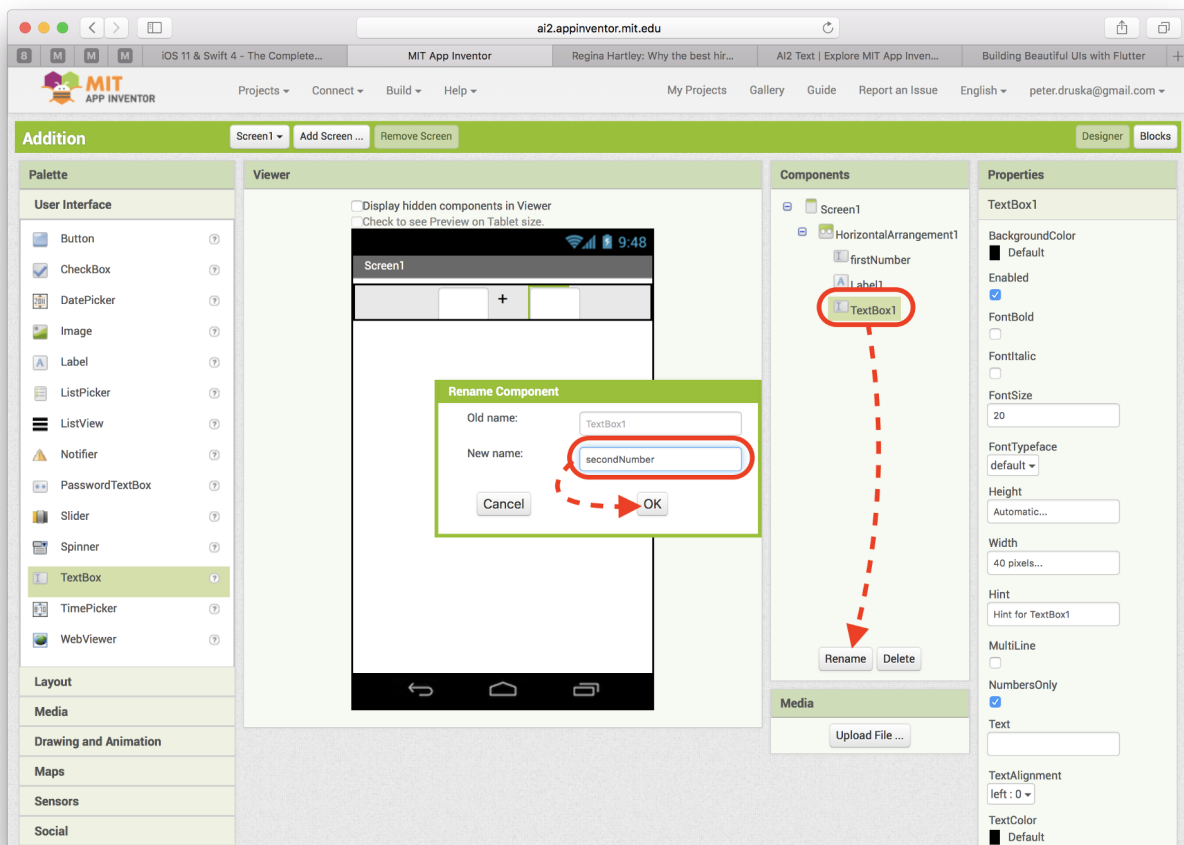 ai2.appinventor.mit.edu
8 M M M iOS 11 & Swift 4 - The Complete... MIT App Inventor Regina Hartley: Why the best hir... AI2 Text | Explore MIT App Inven... Building Beautiful UIs with Flutter +
MIT
APP INVENTOR
Projects Connect Build Help My Projects Gallery Guide Report an Issue English peter.druska@gmail.com
Addition Screen1 Add Screen ... Remove Screen Designer Blocks
Palette
User Interface
Button ?
CheckBox ?
DatePicker ?
Image ?
A Label ?
ListPicker ?
ListView ?
Notifier ?
PasswordTextBox ?
Slider ?
Spinner ?
TextBox ?
TimePicker ?
WebViewer ?
Layout
Media
Drawing and Animation
Maps
Sensors
Social
Viewer
Display hidden components in Viewer
Check to see Preview on Tablet size.
9:48
Screen1
+
Rename Component
Old name: TextBox1
New name: secondNumber
Cancel OK
Components
Screen1
HorizontalArrangement1
firstNumber
A Label1
TextBox1
Rename Delete
Media
Upload File ...
Properties
TextBox1
BackgroundColor
Default
Enabled
FontBold
FontItalic
FontSize
20
FontTypeface
default
Height
Automatic...
Width
40 pixels...
Hint
Hint for TextBox1
MultiLine
NumbersOnly
Text
TextAlignment
left : 0
TextColor
Default